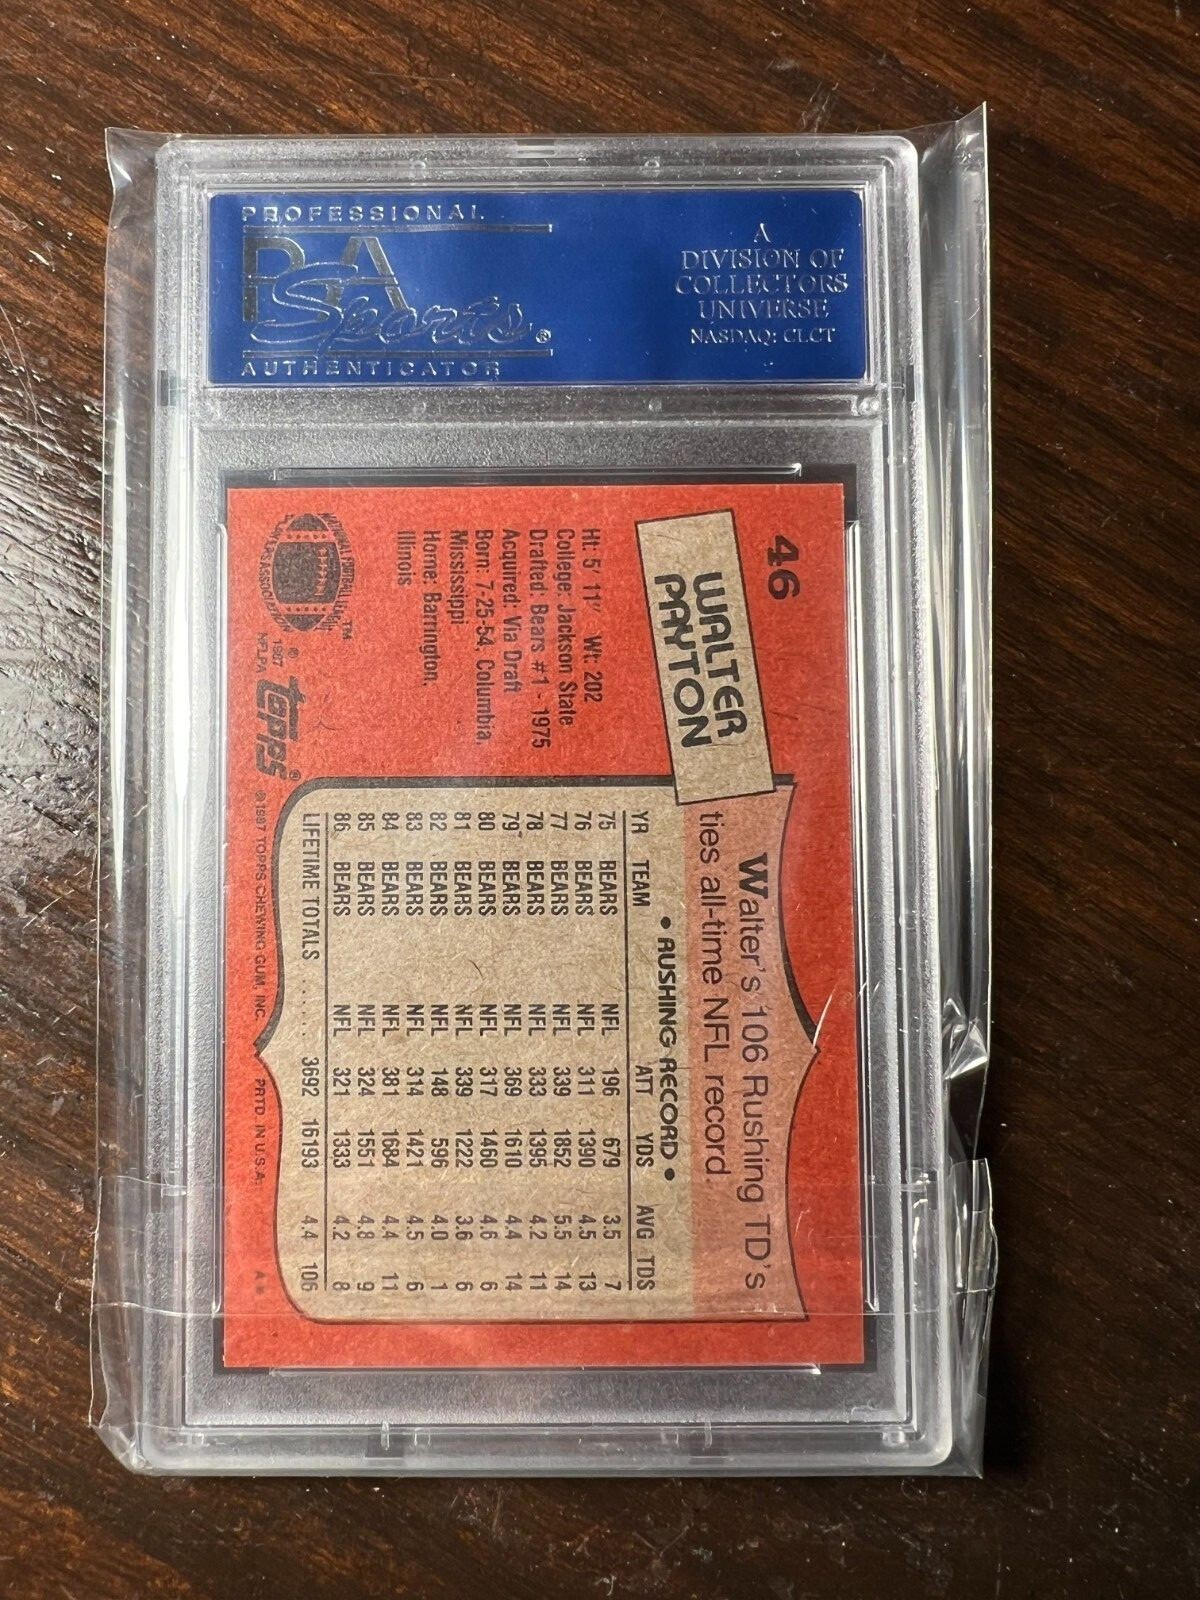 PROFESSIONAL
PSA
Sports®
AUTHENTICATOR
A
DIVISION OF
COLLECTORS
UNIVERSE
NASDAQ: CLCT
46
WALTER
PAYTON
Ht: 5' 11" Wt: 202
College: Jackson State
Drafted: Bears #1 - 1975
Acquired: Via Draft
Born: 7-25-54, Columbia,
Mississippi
Home: Barrington,
Illinois
Walter's 106 Rushing TD's
ties all-time NFL record.
• RUSHING RECORD •
YR TEAM ATT YDS AVG TDS
75 BEARS NFL 196 679 3.5 7
76 BEARS NFL 311 1390 4.5 13
77 BEARS NFL 339 1852 5.5 14
78 BEARS NFL 333 1395 4.2 11
79 BEARS NFL 369 1610 4.4 14
80 BEARS NFL 317 1460 4.6 6
81 BEARS NFL 339 1222 3.6 6
82 BEARS NFL 148 596 4.0 1
83 BEARS NFL 314 1421 4.5 6
84 BEARS NFL 381 1684 4.4 11
85 BEARS NFL 324 1551 4.8 9
86 BEARS NFL 321 1333 4.2 8
LIFETIME TOTALS ...... 3692 16193 4.4 106
NATIONAL FOOTBALL LEAGUE
™
© 1987
NFLPA
topps®
© 1987 TOPPS CHEWING GUM, INC. PRTD. IN U.S.A.